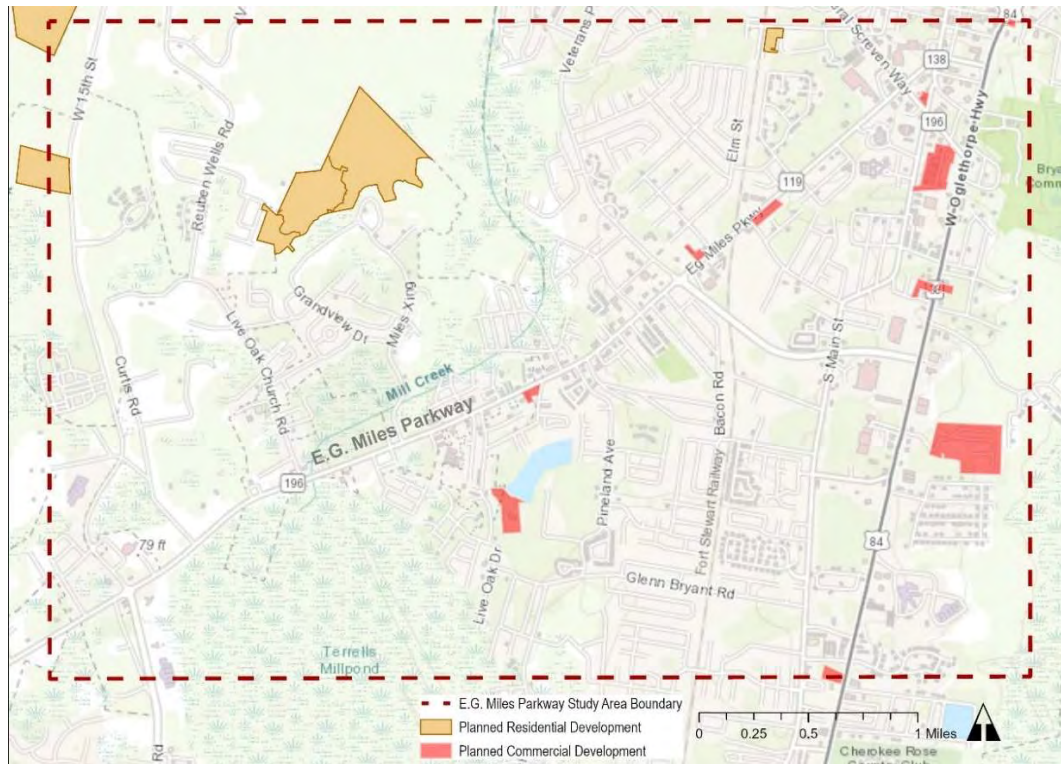 84
Veterans P
ral Screven Way
138
W 15th St
196
W Oglethorpe Hwy
Elm St
Reuben Wells Rd
Brya
Comm
119
Eg Miles Pkwy
Grandview Dr
Miles Xing
Live Oak Church Rd
S Main St
Curtis Rd
Mill Creek
E.G. Miles Parkway
Bacon Rd
196
Pineland Ave
Fort Stewart Railway
84
79 ft
Live Oak Dr
Glenn Bryant Rd
Terrells
Millpond
Rd
E.G. Miles Parkway Study Area Boundary
Planned Residential Development
Planned Commercial Development
0 0.25 0.5 1 Miles
Cherokee Rose